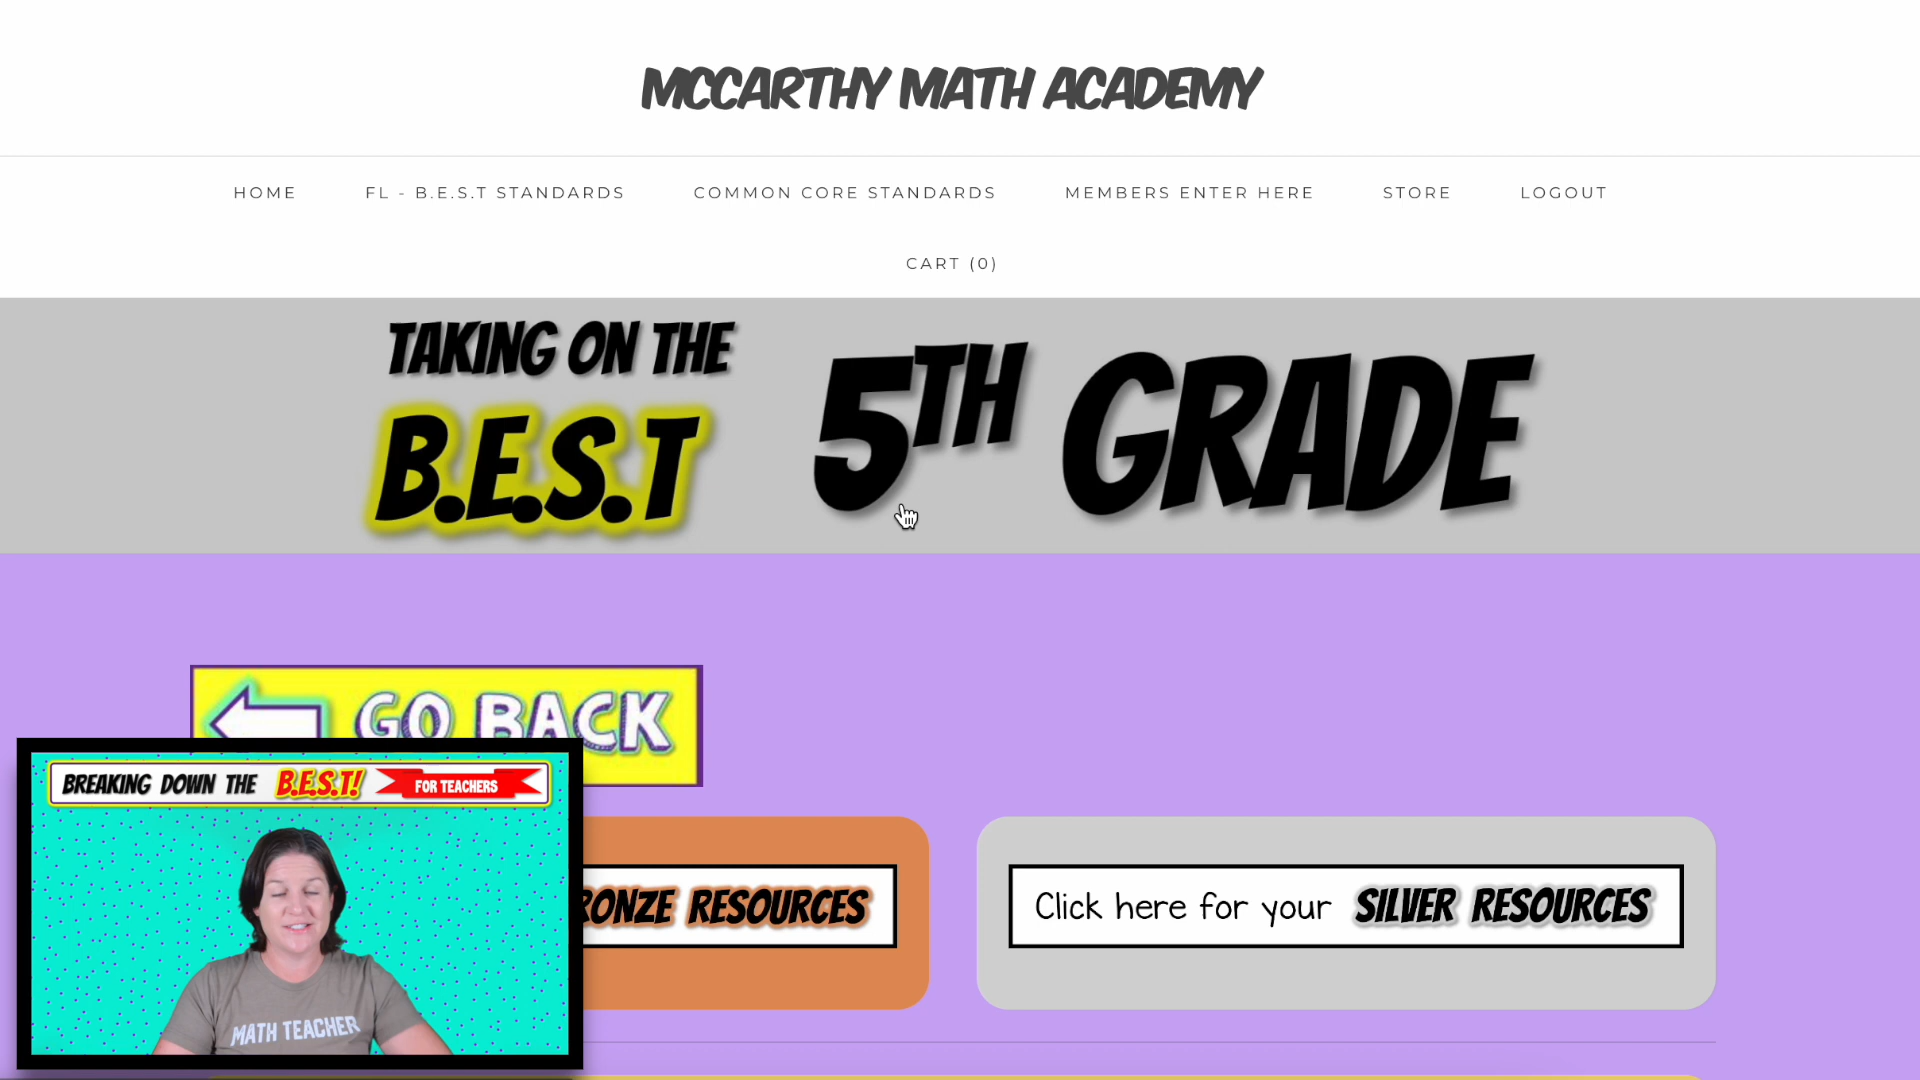 MCCARTHY MATH ACADEMY
HOME FL - B.E.S.T STANDARDS COMMON CORE STANDARDS MEMBERS ENTER HERE STORE LOGOUT
CART (0)
TAKING ON THE
B.E.S.T
5TH GRADE
GO BACK
BREAKING DOWN THE B.E.S.T! FOR TEACHERS
RESOURCES
Click here for your SILVER RESOURCES
MATH TEACHER